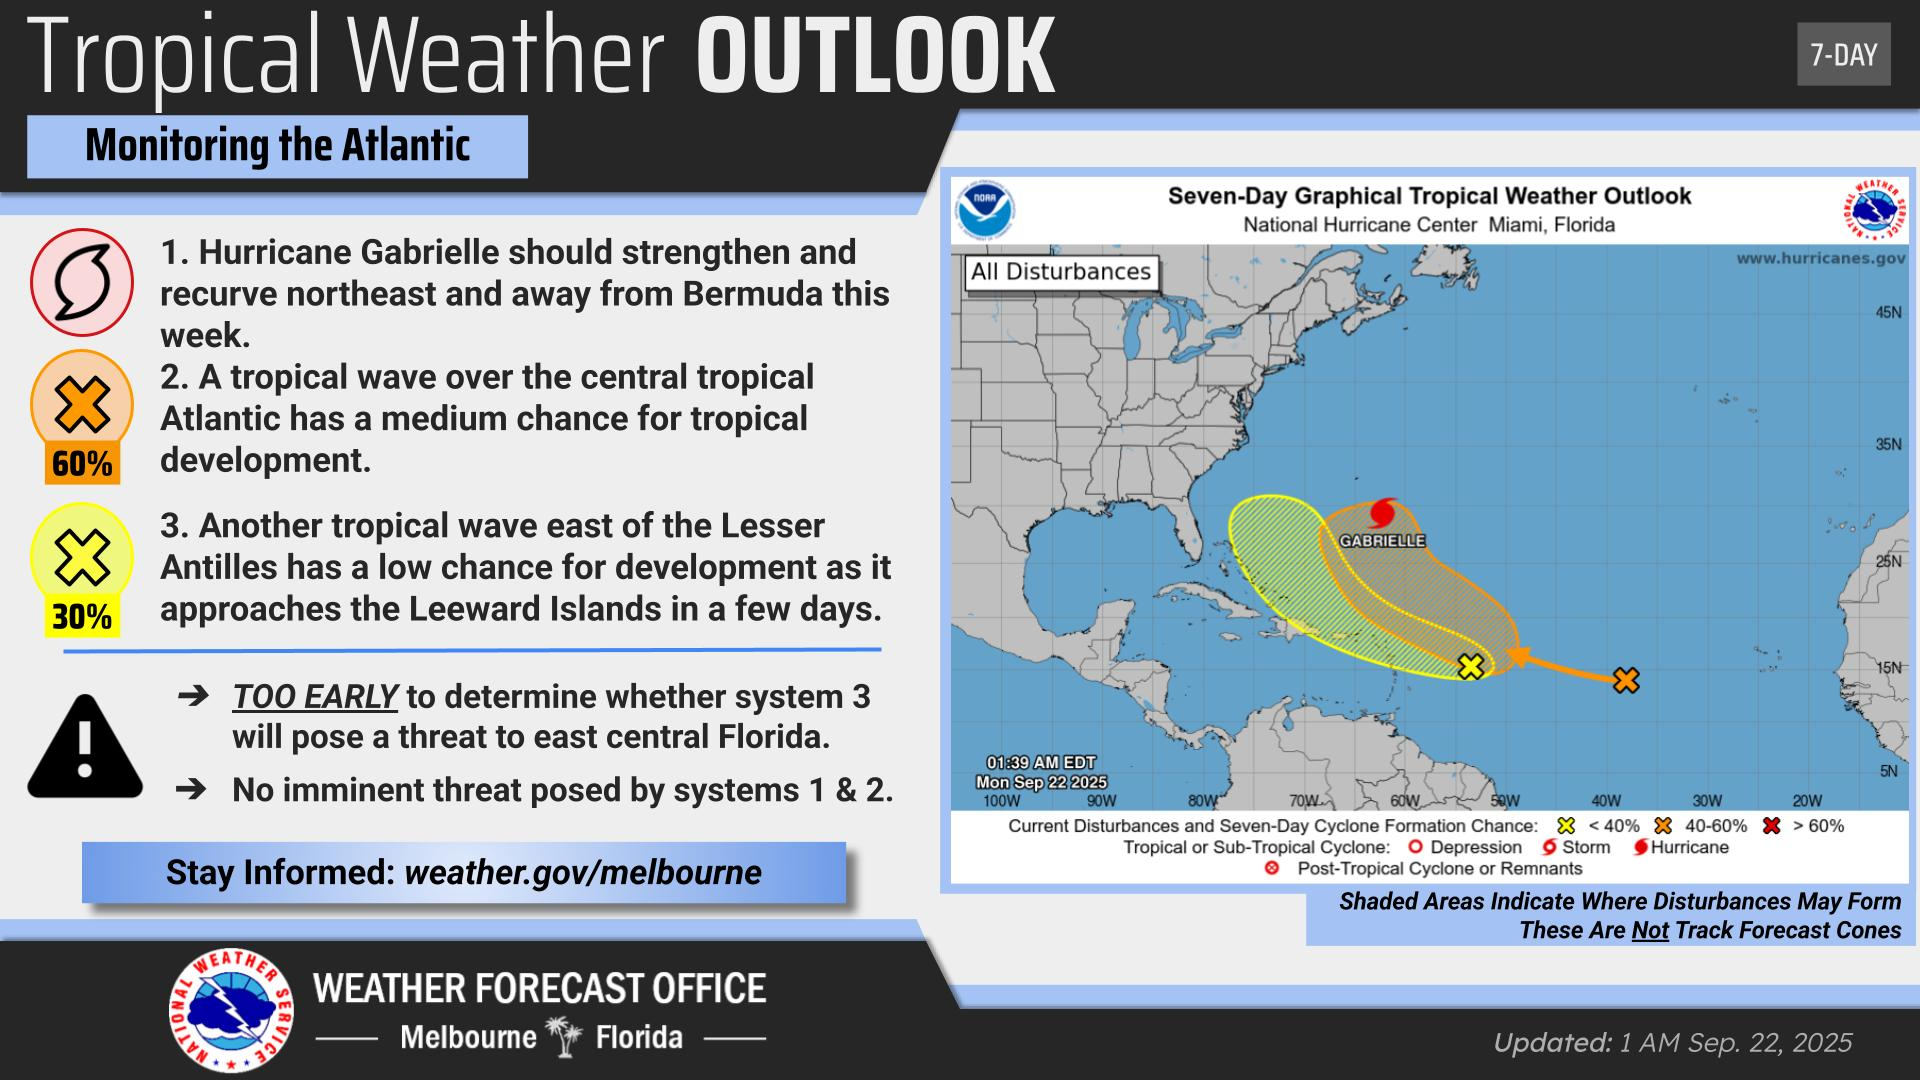 Tropical Weather OUTLOOK
7-DAY
Monitoring the Atlantic
1. Hurricane Gabrielle should strengthen and
recurve northeast and away from Bermuda this
week.
2. A tropical wave over the central tropical
Atlantic has a medium chance for tropical
development.
60%
3. Another tropical wave east of the Lesser
Antilles has a low chance for development as it
approaches the Leeward Islands in a few days.
30%
➔ TOO EARLY to determine whether system 3
will pose a threat to east central Florida.
➔ No imminent threat posed by systems 1 & 2.
Stay Informed: weather.gov/melbourne
NATIONAL WEATHER SERVICE
WEATHER FORECAST OFFICE
Melbourne Florida
NOAA
Seven-Day Graphical Tropical Weather Outlook
National Hurricane Center Miami, Florida
NATIONAL WEATHER SERVICE
All Disturbances
www.hurricanes.gov
45N
35N
GABRIELLE
25N
15N
01:39 AM EDT
Mon Sep 22 2025
5N
100W 90W 80W 70W 60W 50W 40W 30W 20W
Current Disturbances and Seven-Day Cyclone Formation Chance: < 40% 40-60% > 60%
Tropical or Sub-Tropical Cyclone: Depression Storm Hurricane
Post-Tropical Cyclone or Remnants
Shaded Areas Indicate Where Disturbances May Form
These Are Not Track Forecast Cones
Updated: 1 AM Sep. 22, 2025